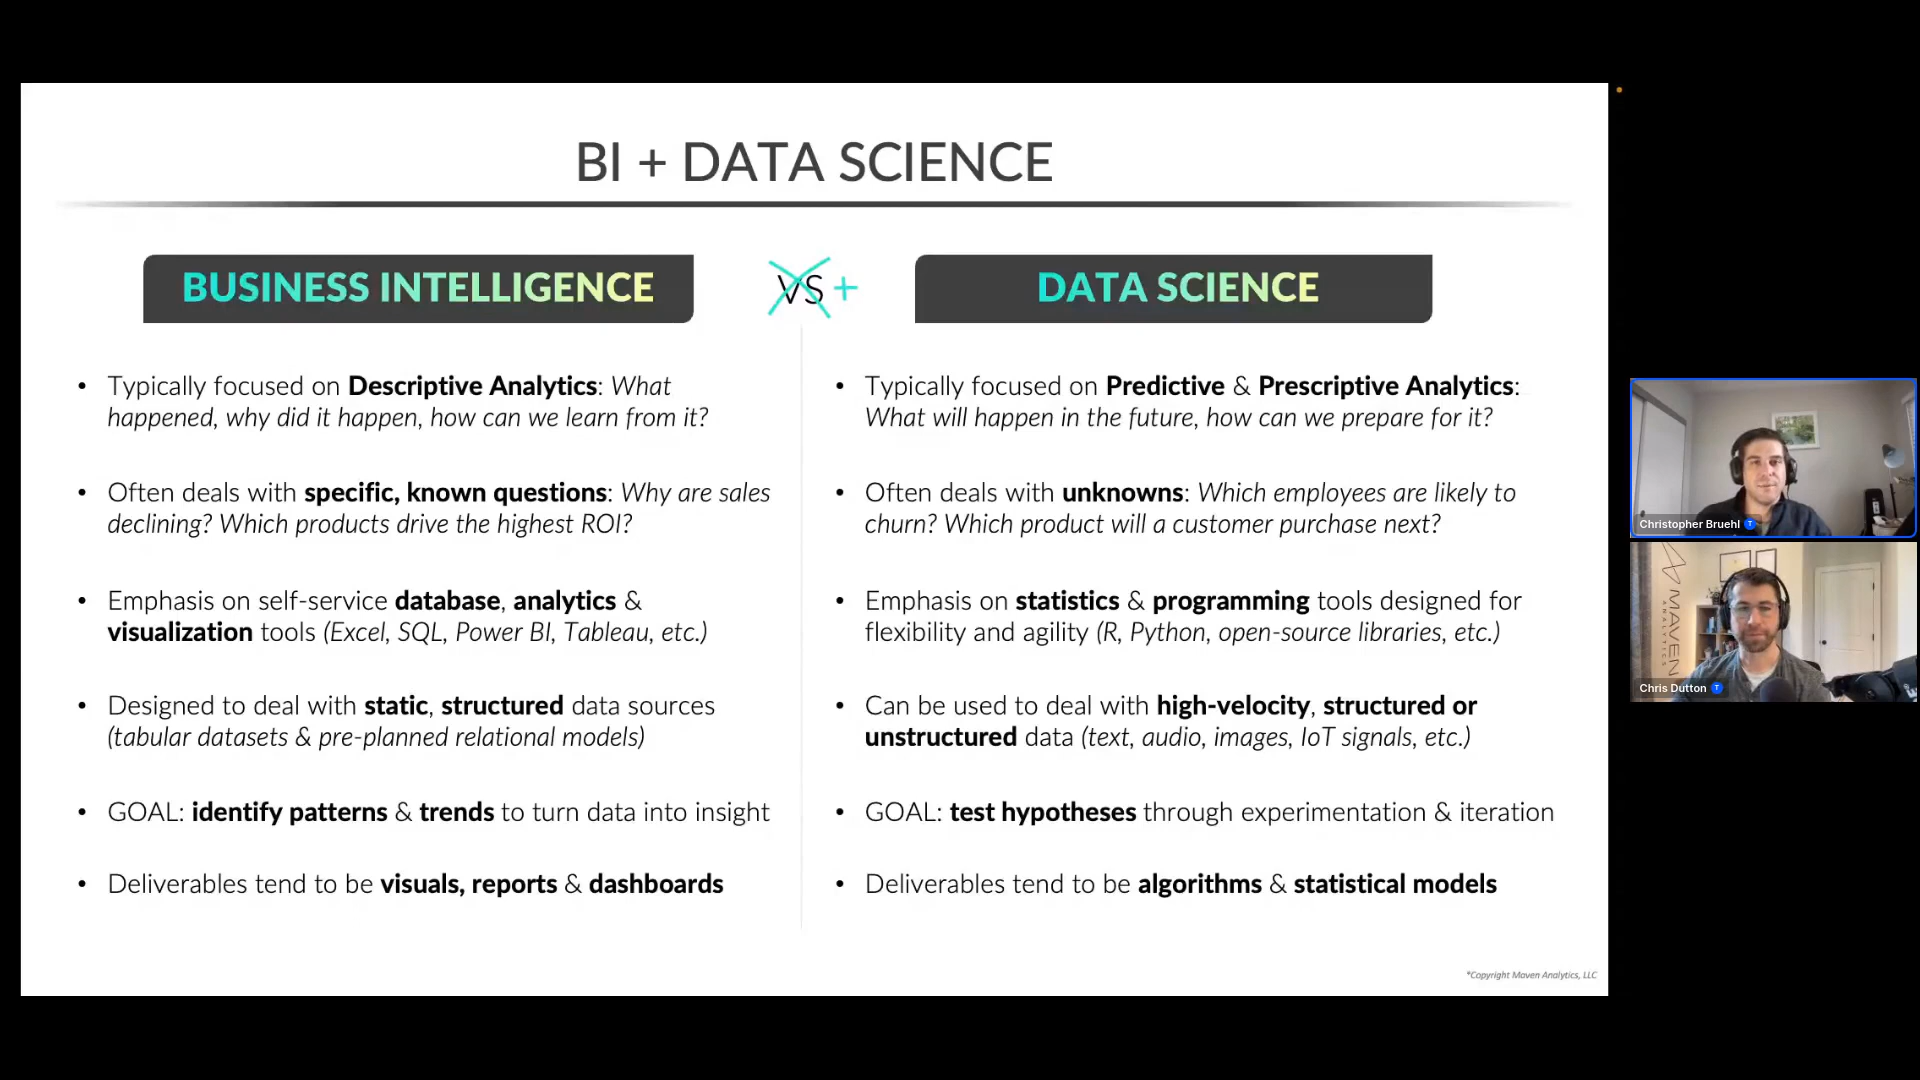 BI + DATA SCIENCE
BUSINESS INTELLIGENCE
VS +
DATA SCIENCE
• Typically focused on Descriptive Analytics: What
happened, why did it happen, how can we learn from it?
• Often deals with specific, known questions: Why are sales
declining? Which products drive the highest ROI?
• Emphasis on self-service database, analytics &
visualization tools (Excel, SQL, Power BI, Tableau, etc.)
• Designed to deal with static, structured data sources
(tabular datasets & pre-planned relational models)
• GOAL: identify patterns & trends to turn data into insight
• Deliverables tend to be visuals, reports & dashboards
• Typically focused on Predictive & Prescriptive Analytics:
What will happen in the future, how can we prepare for it?
• Often deals with unknowns: Which employees are likely to
churn? Which product will a customer purchase next?
• Emphasis on statistics & programming tools designed for
flexibility and agility (R, Python, open-source libraries, etc.)
• Can be used to deal with high-velocity, structured or
unstructured data (text, audio, images, IoT signals, etc.)
• GOAL: test hypotheses through experimentation & iteration
• Deliverables tend to be algorithms & statistical models
*Copyright Maven Analytics, LLC
Christopher Bruehl T
MAVEN
ANALYTICS
Chris Dutton T